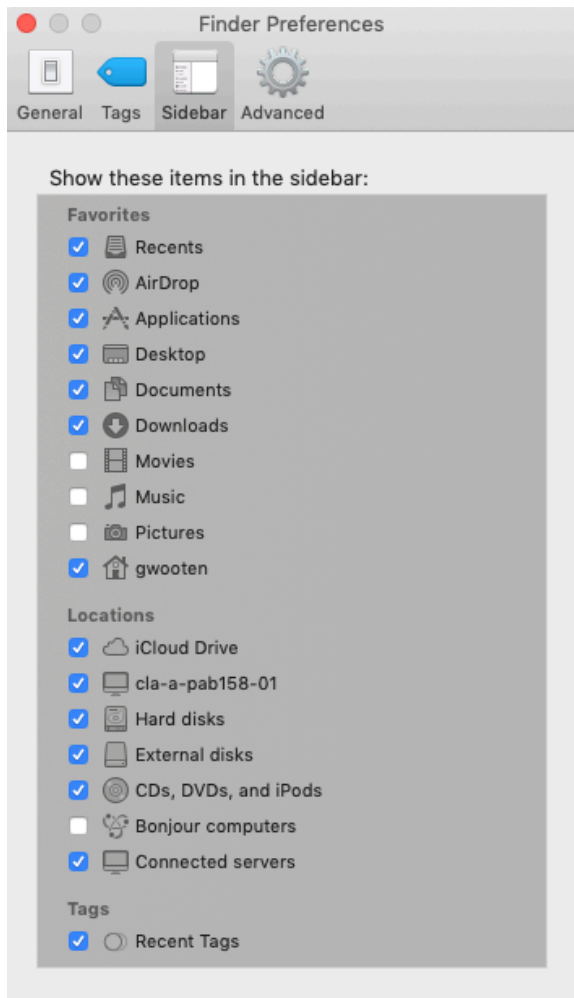 Finder Preferences
General Tags Sidebar Advanced
Show these items in the sidebar:
Favorites
Recents
AirDrop
Applications
Desktop
Documents
Downloads
Movies
Music
Pictures
gwooten
Locations
iCloud Drive
cla-a-pab158-01
Hard disks
External disks
CDs, DVDs, and iPods
Bonjour computers
Connected servers
Tags
Recent Tags